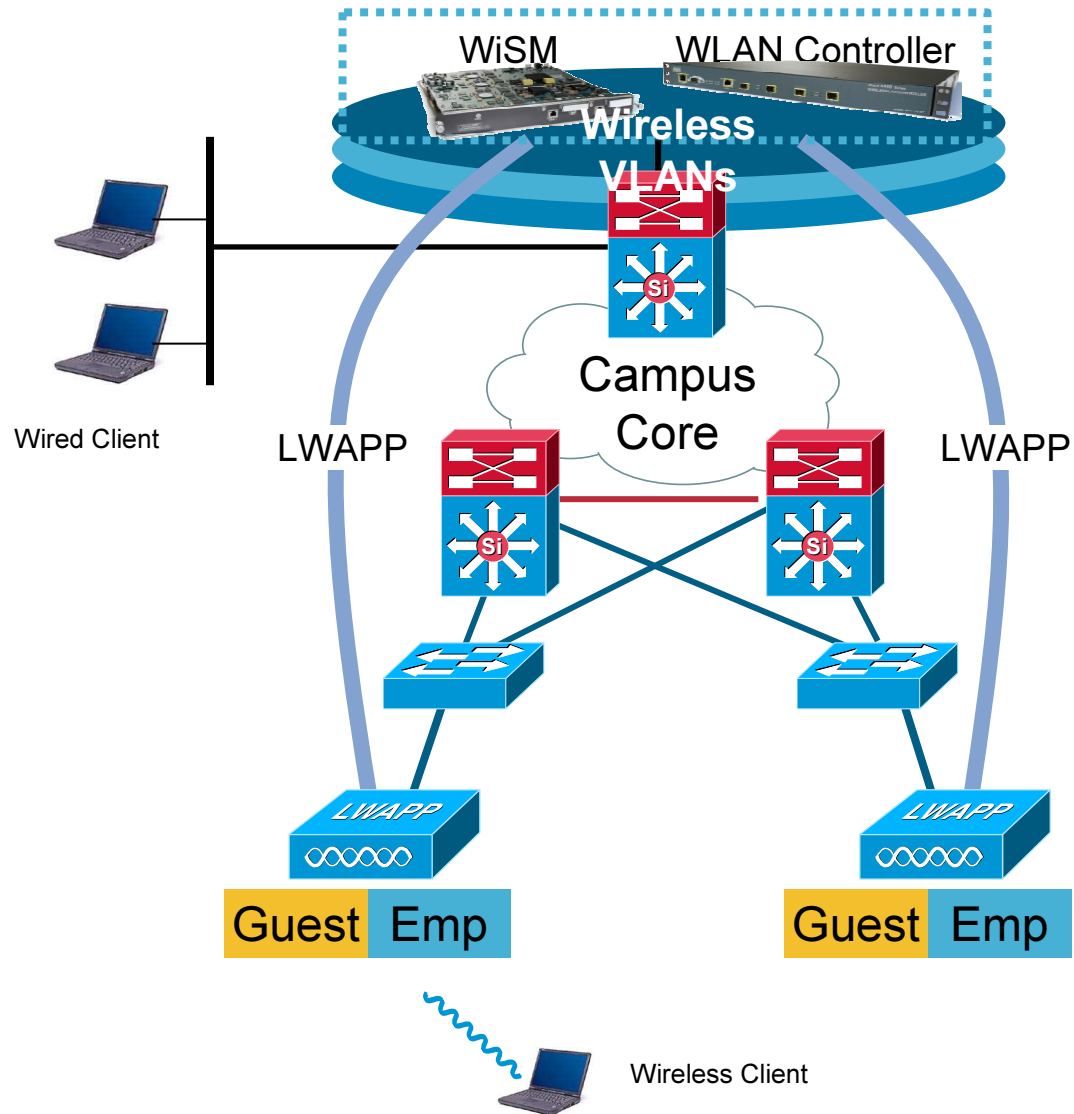 WiSM
WLAN Controller
Wireless
VLANs
Si
Campus
Core
Wired Client
LWAPP
LWAPP
Si
Si
LWAPP
LWAPP
Guest
Emp
Guest
Emp
Wireless Client